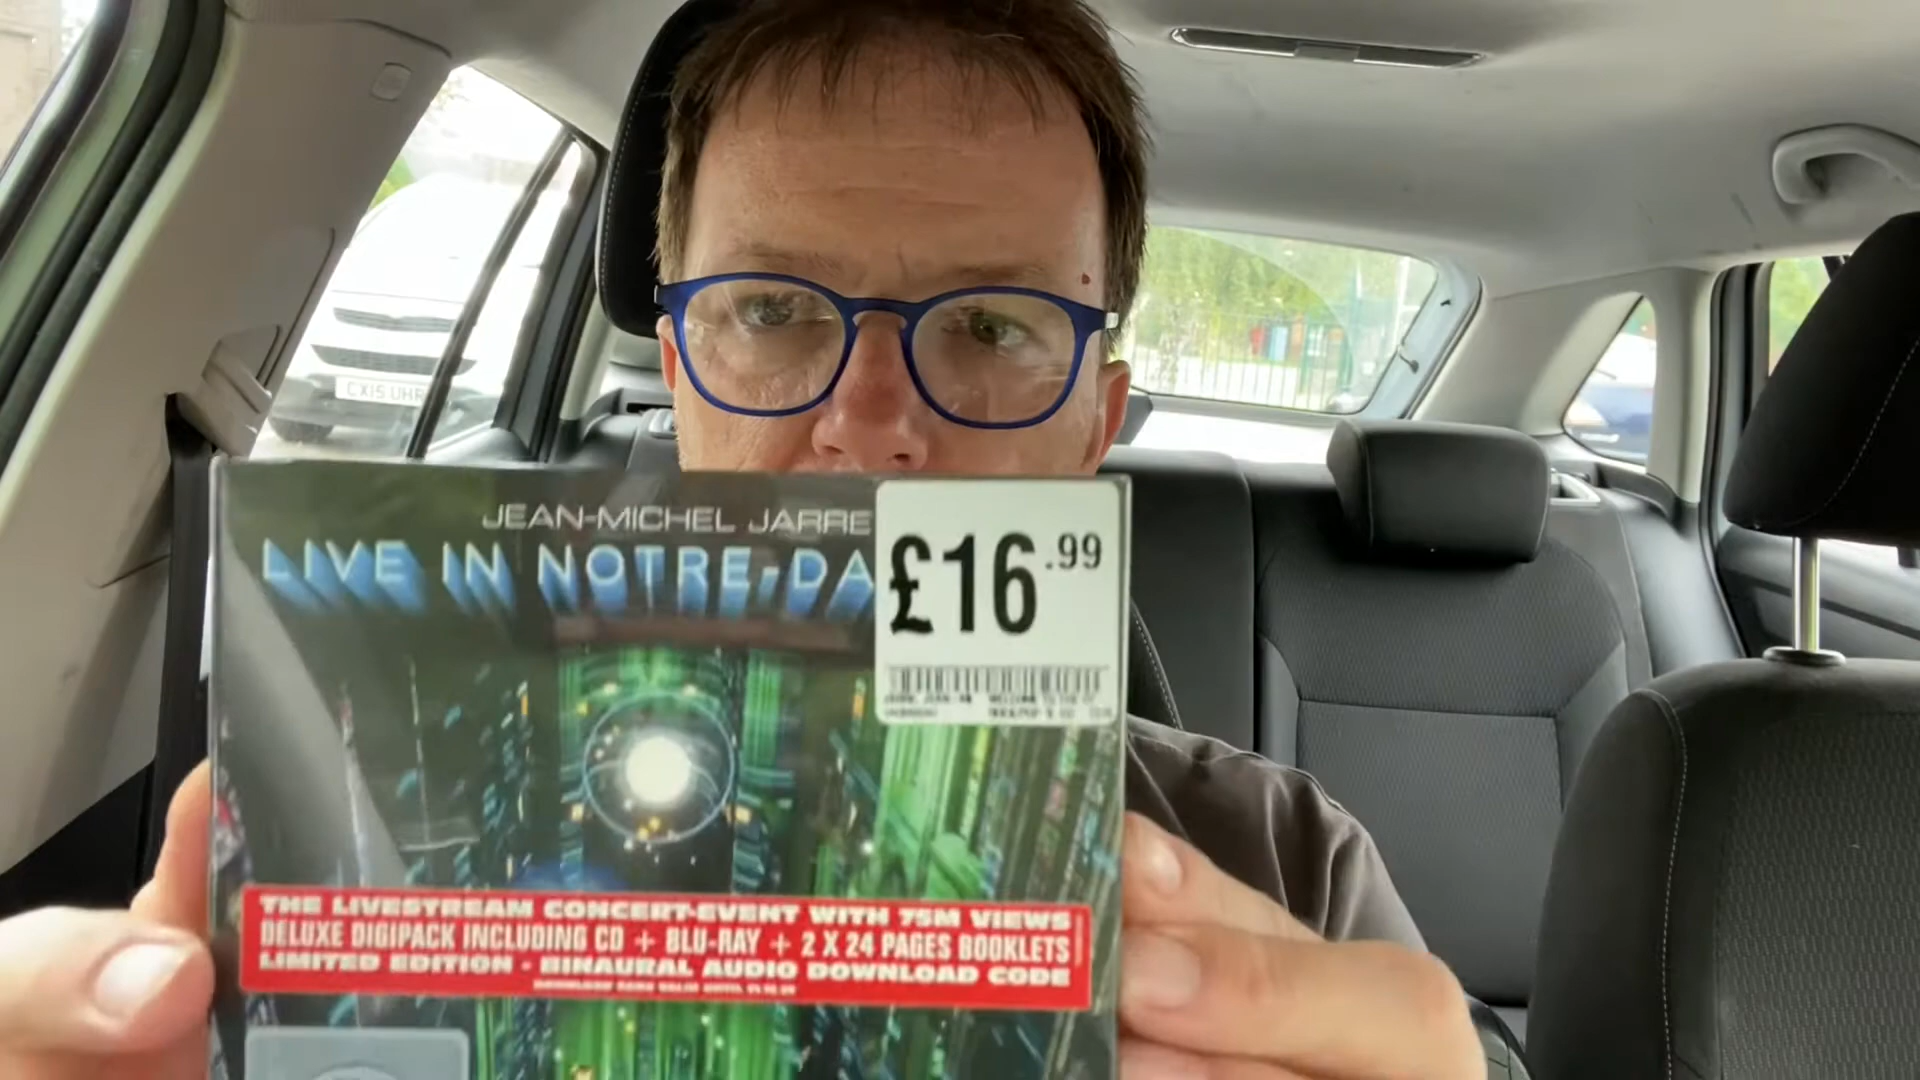 CX15 UHR
JEAN-MICHEL JARRE
LIVE IN NOTRE-DA
£16.99
THE LIVESTREAM CONCERT-EVENT WITH 75M VIEWS
DELUXE DIGIPACK INCLUDING CD + BLU-RAY + 2 X 24 PAGES BOOKLETS
LIMITED EDITION - BINAURAL AUDIO DOWNLOAD CODE